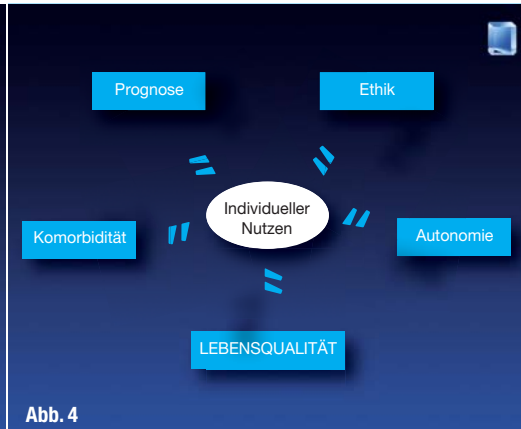 Prognose
Ethik
Individueller
Nutzen
Komorbidität
Autonomie
LEBENSQUALITÄT
Abb. 4